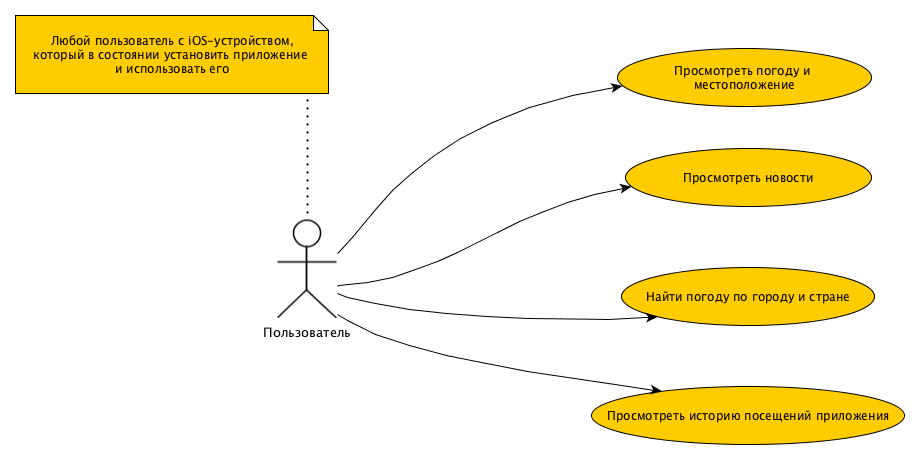 Любой пользователь с iOS-устройством,
который в состоянии установить приложение
и использовать его
Просмотреть погоду и
местоположение
Просмотреть новости
Найти погоду по городу и стране
Пользователь
Просмотреть историю посещений приложения